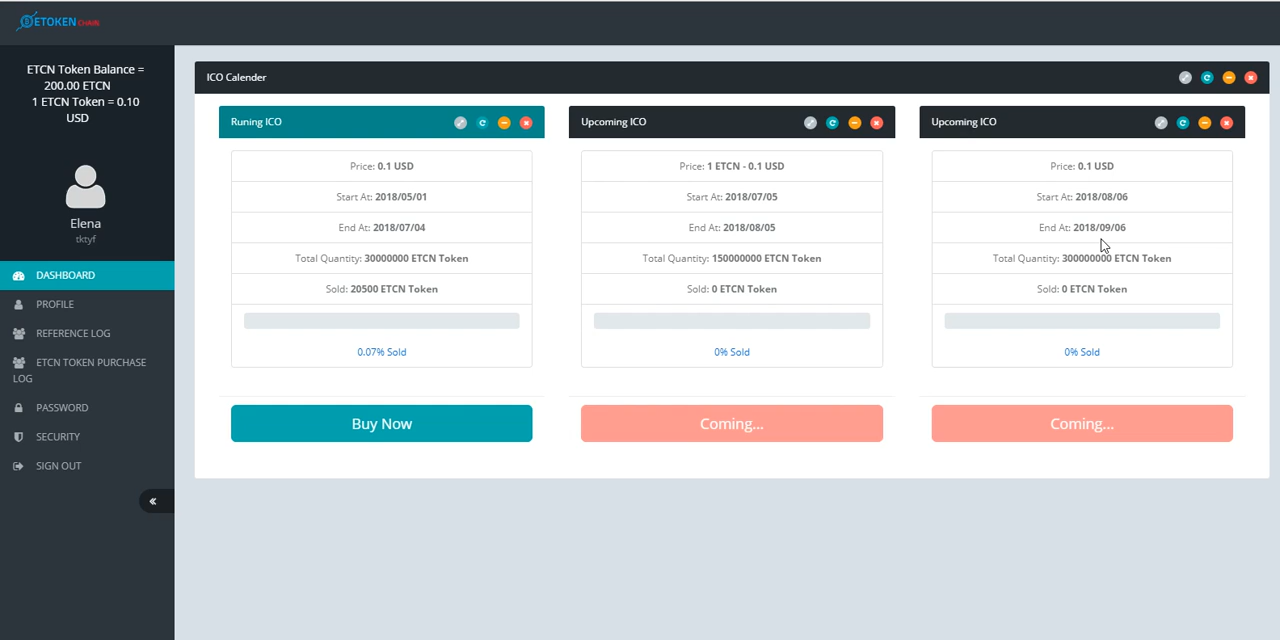 BETOKEN CHAIN
ETCN Token Balance =
200.00 ETCN
1 ETCN Token = 0.10
USD
Elena
tktyf
DASHBOARD
PROFILE
REFERENCE LOG
ETCN TOKEN PURCHASE
LOG
PASSWORD
SECURITY
SIGN OUT
ICO Calender
Runing ICO
Price: 0.1 USD
Start At: 2018/05/01
End At: 2018/07/04
Total Quantity: 30000000 ETCN Token
Sold: 20500 ETCN Token
0.07% Sold
Buy Now
Upcoming ICO
Price: 1 ETCN - 0.1 USD
Start At: 2018/07/05
End At: 2018/08/05
Total Quantity: 150000000 ETCN Token
Sold: 0 ETCN Token
0% Sold
Coming...
Upcoming ICO
Price: 0.1 USD
Start At: 2018/08/06
End At: 2018/09/06
Total Quantity: 300000000 ETCN Token
Sold: 0 ETCN Token
0% Sold
Coming...